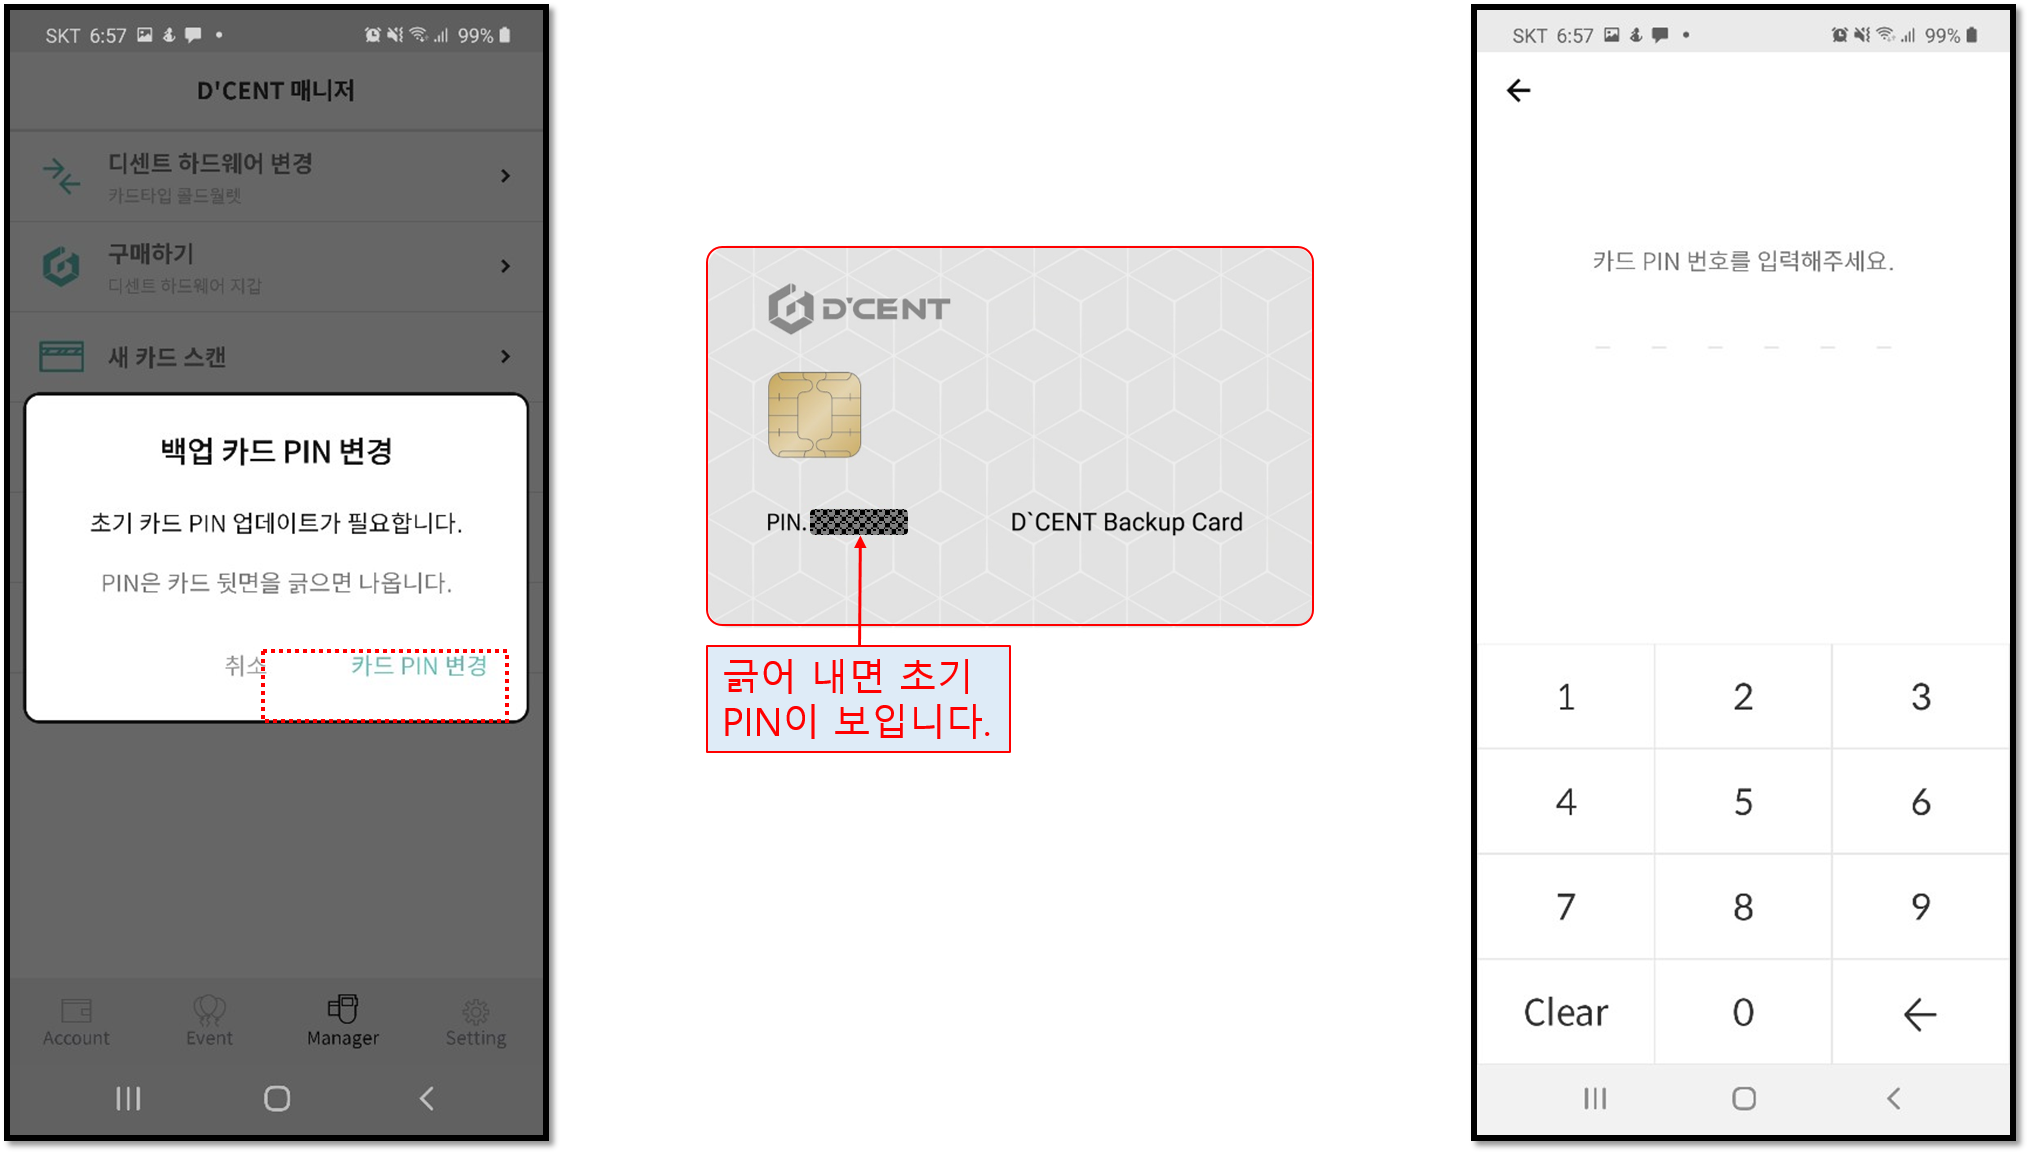 SKT 6:57
99%
D'CENT 매니저
디센트 하드웨어 변경
카드타입 콜드월렛
구매하기
디센트 하드웨어 지갑
새 카드 스캔
백업 카드 PIN 변경
초기 카드 PIN 업데이트가 필요합니다.
PIN은 카드 뒷면을 긁으면 나옵니다.
취소
카드 PIN 변경
Account
Event
Manager
Setting
D'CENT
PIN.
D`CENT Backup Card
긁어 내면 초기
PIN이 보입니다.
SKT 6:57
99%
카드 PIN 번호를 입력해주세요.
1 2 3
4 5 6
7 8 9
Clear 0